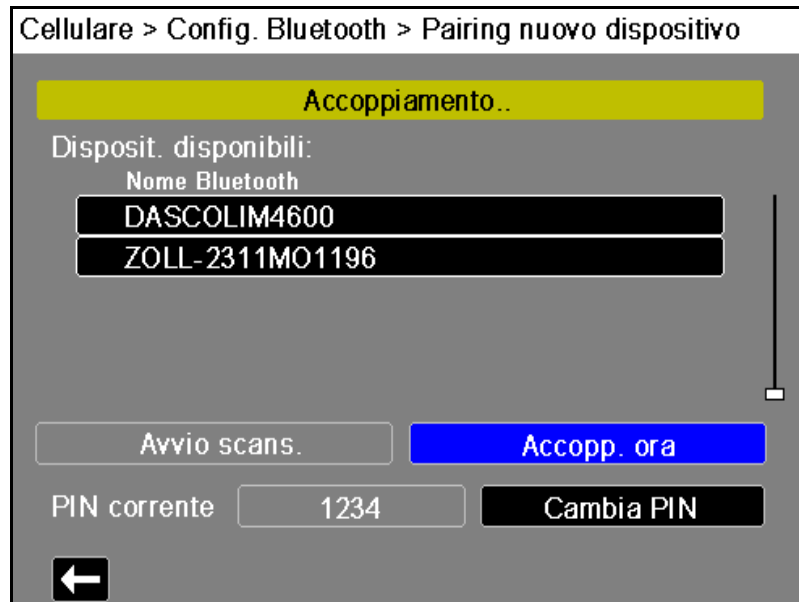 Cellulare > Config. Bluetooth > Pairing nuovo dispositivo
Accoppiamento..
Disposit. disponibili:
Nome Bluetooth
DASCOLIM4600
ZOLL-2311MO1196
Avvio scans.
Accopp. ora
PIN corrente
1234
Cambia PIN